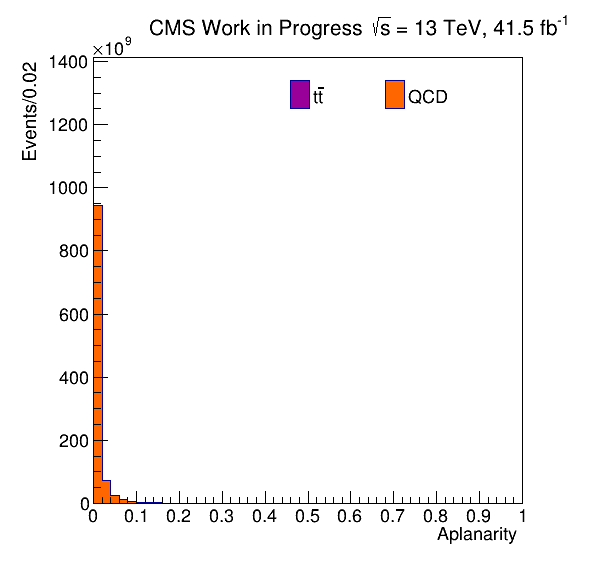 CMS Work in Progress √s = 13 TeV, 41.5 fb⁻¹
×10⁹
Events/0.02
1400
1200
1000
800
600
400
200
0
tt̄
QCD
0 0.1 0.2 0.3 0.4 0.5 0.6 0.7 0.8 0.9 1
Aplanarity